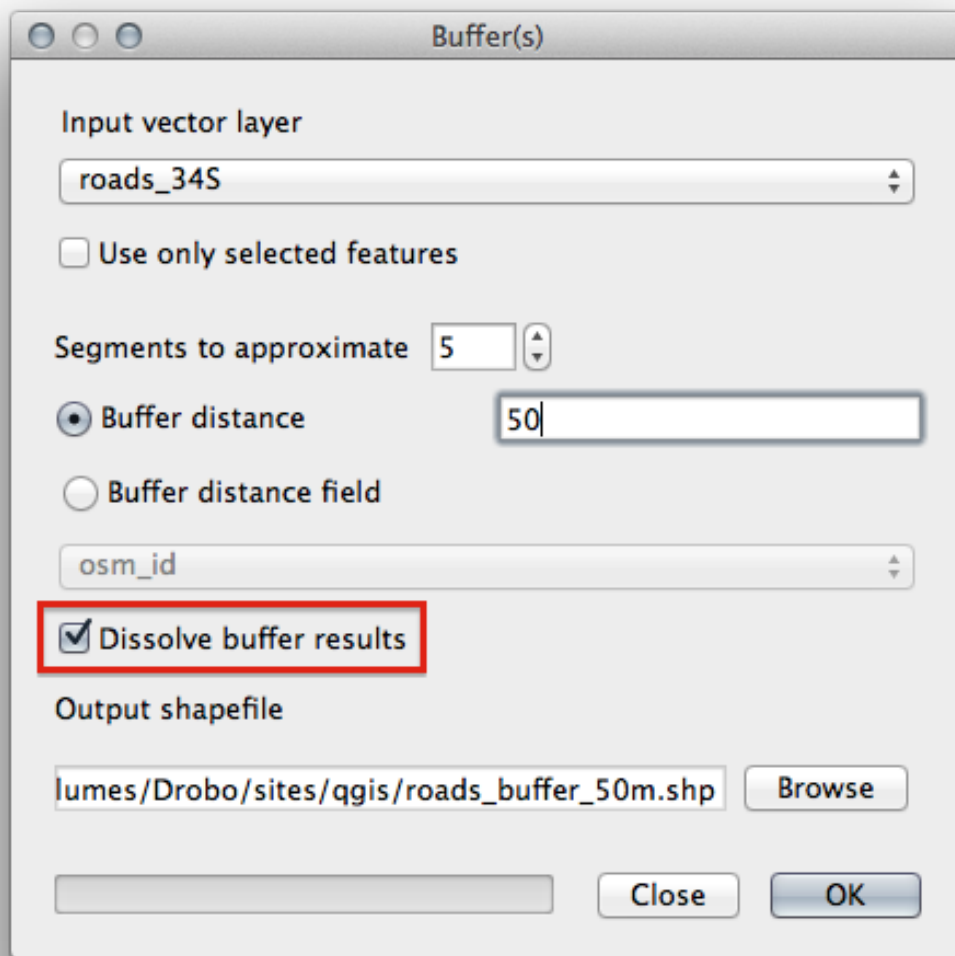 Buffer(s)
Input vector layer
roads_34S
Use only selected features
Segments to approximate 5
Buffer distance 50
Buffer distance field
osm_id
Dissolve buffer results
Output shapefile
lumes/Drobo/sites/qgis/roads_buffer_50m.shp Browse
Close OK